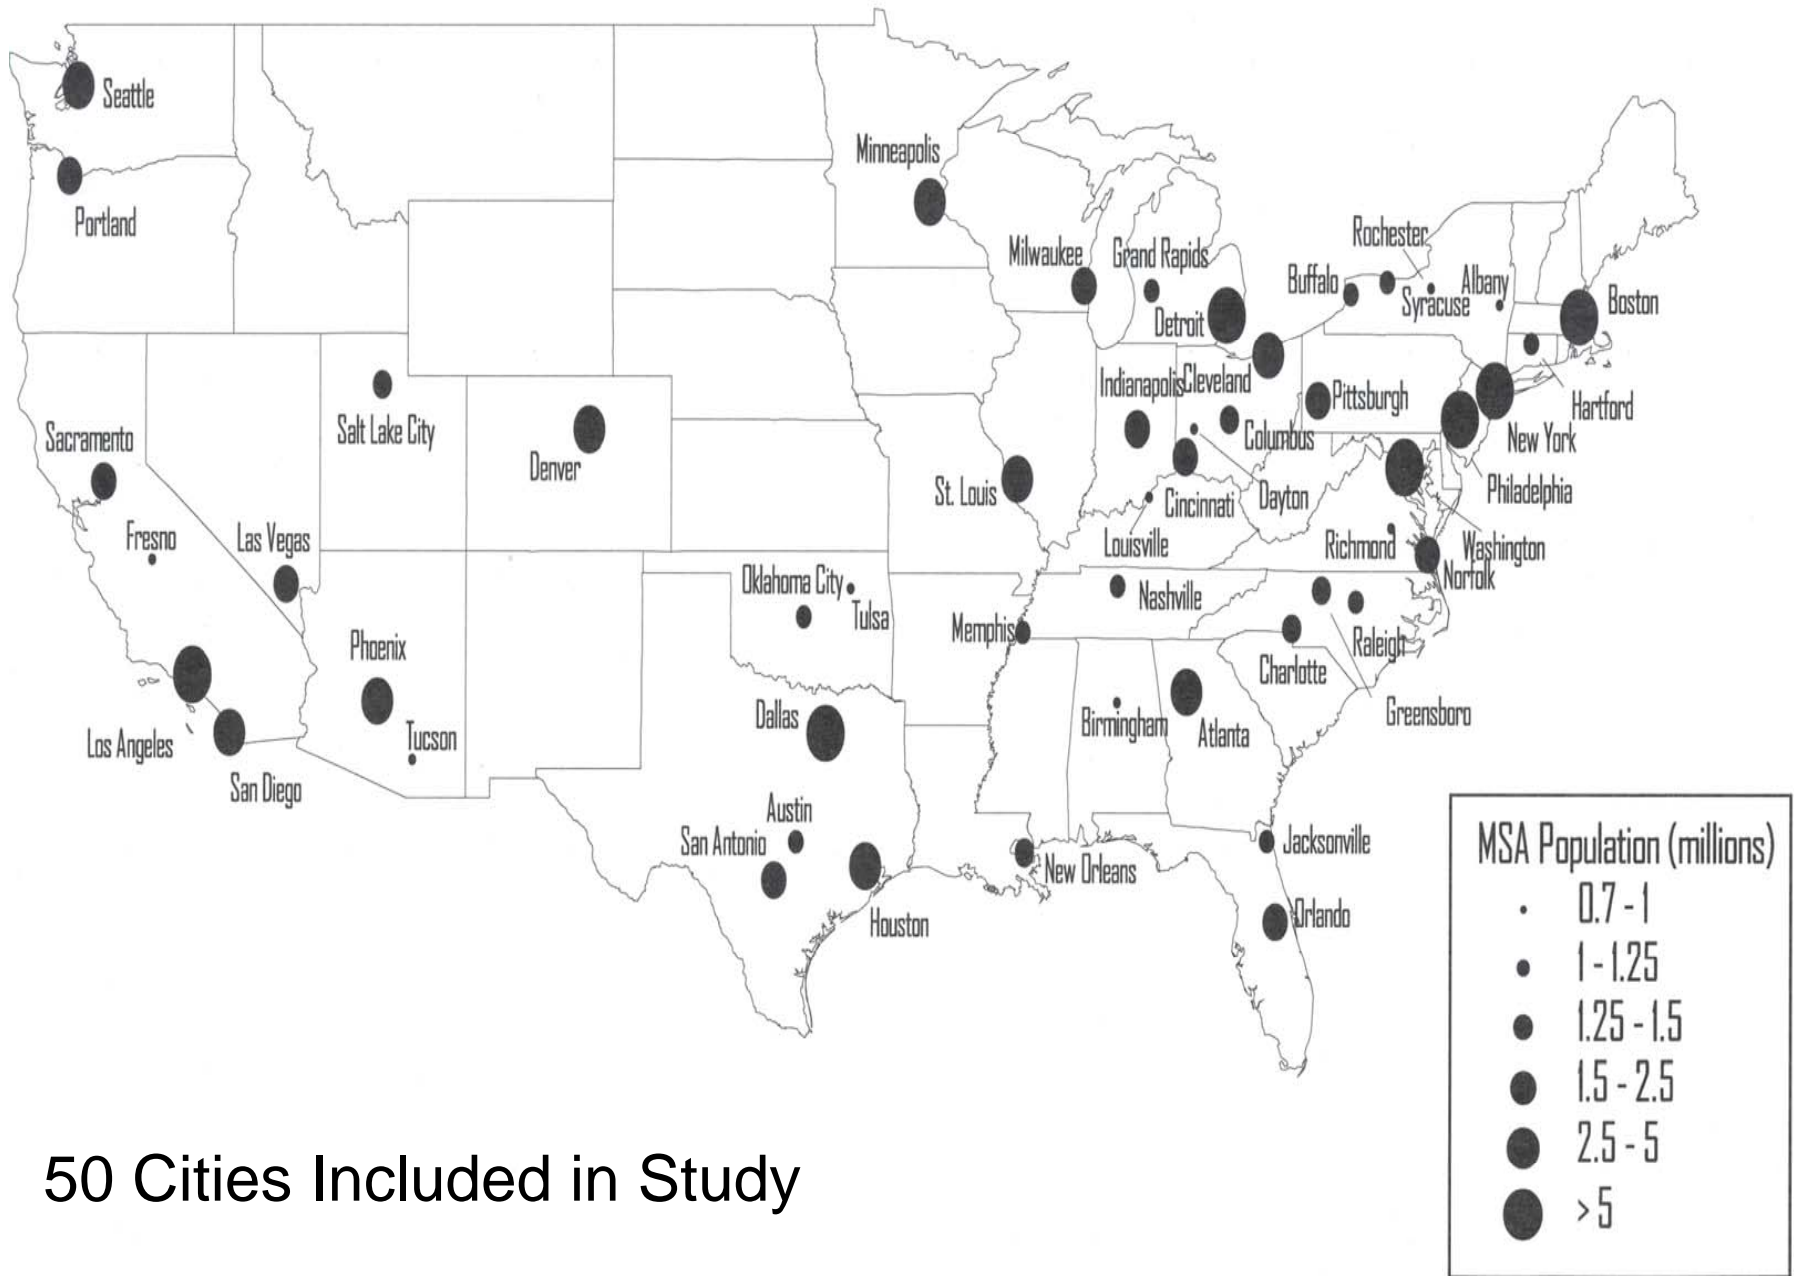 Seattle
Portland
Minneapolis
Milwaukee
Grand Rapids
Detroit
Rochester
Buffalo
Syracuse
Albany
Boston
Hartford
New York
Philadelphia
Washington
Norfolk
Richmond
Pittsburgh
Cleveland
Indianapolis
Columbus
Dayton
Cincinnati
Louisville
St. Louis
Salt Lake City
Denver
Sacramento
Fresno
Las Vegas
Los Angeles
San Diego
Phoenix
Tucson
Oklahoma City
Tulsa
Dallas
Austin
San Antonio
Houston
New Orleans
Memphis
Nashville
Birmingham
Atlanta
Charlotte
Raleigh
Greensboro
Jacksonville
Orlando
MSA Population (millions)
0.7 - 1
1 - 1.25
1.25 - 1.5
1.5 - 2.5
2.5 - 5
> 5
50 Cities Included in Study